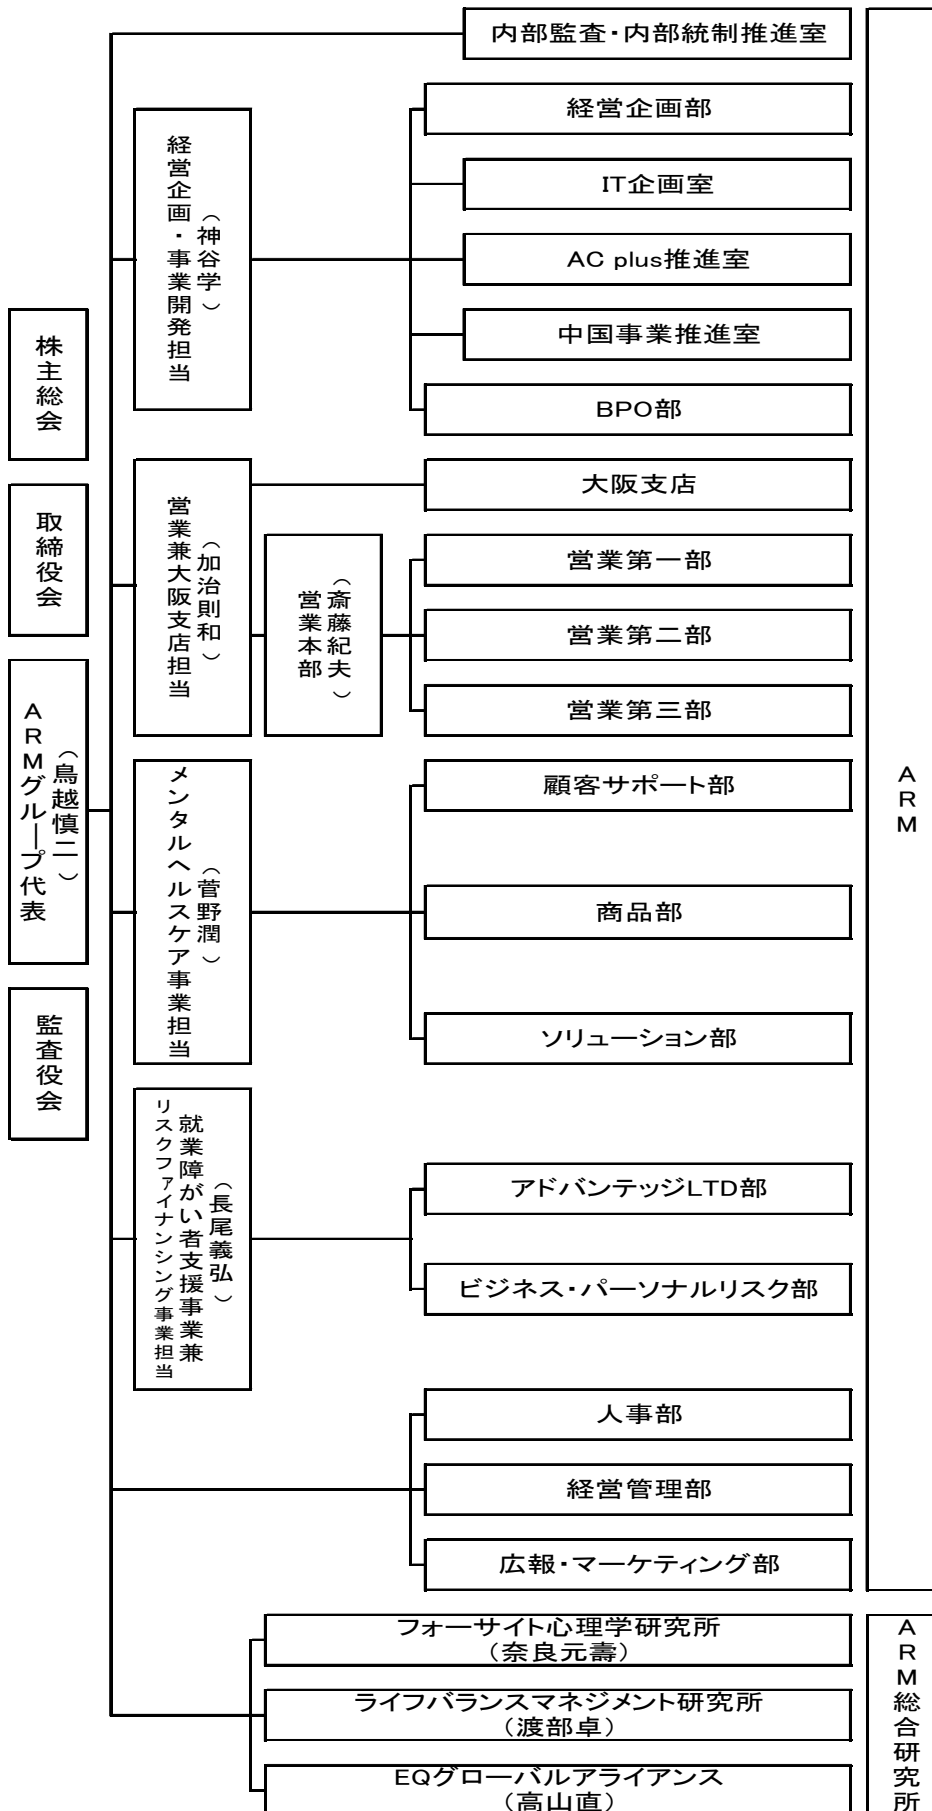 内部監査・内部統制推進室
経営企画・事業開発担当
（神谷学）
経営企画部
IT企画室
AC plus推進室
中国事業推進室
BPO部
株主総会
取締役会
ARMグループ代表
（鳥越慎二）
監査役会
営業兼大阪支店担当
（加治則和）
大阪支店
営業本部
（斎藤紀夫）
営業第一部
営業第二部
営業第三部
メンタルヘルスケア事業担当
（菅野潤）
顧客サポート部
商品部
ソリューション部
就業障がい者支援事業兼
リスクファイナンシング事業担当
（長尾義弘）
アドバンテッジLTD部
ビジネス・パーソナルリスク部
人事部
経営管理部
広報・マーケティング部
ARM
フォーサイト心理学研究所
（奈良元壽）
ライフバランスマネジメント研究所
（渡部卓）
EQグローバルアライアンス
（高山直）
ARM総合研究所